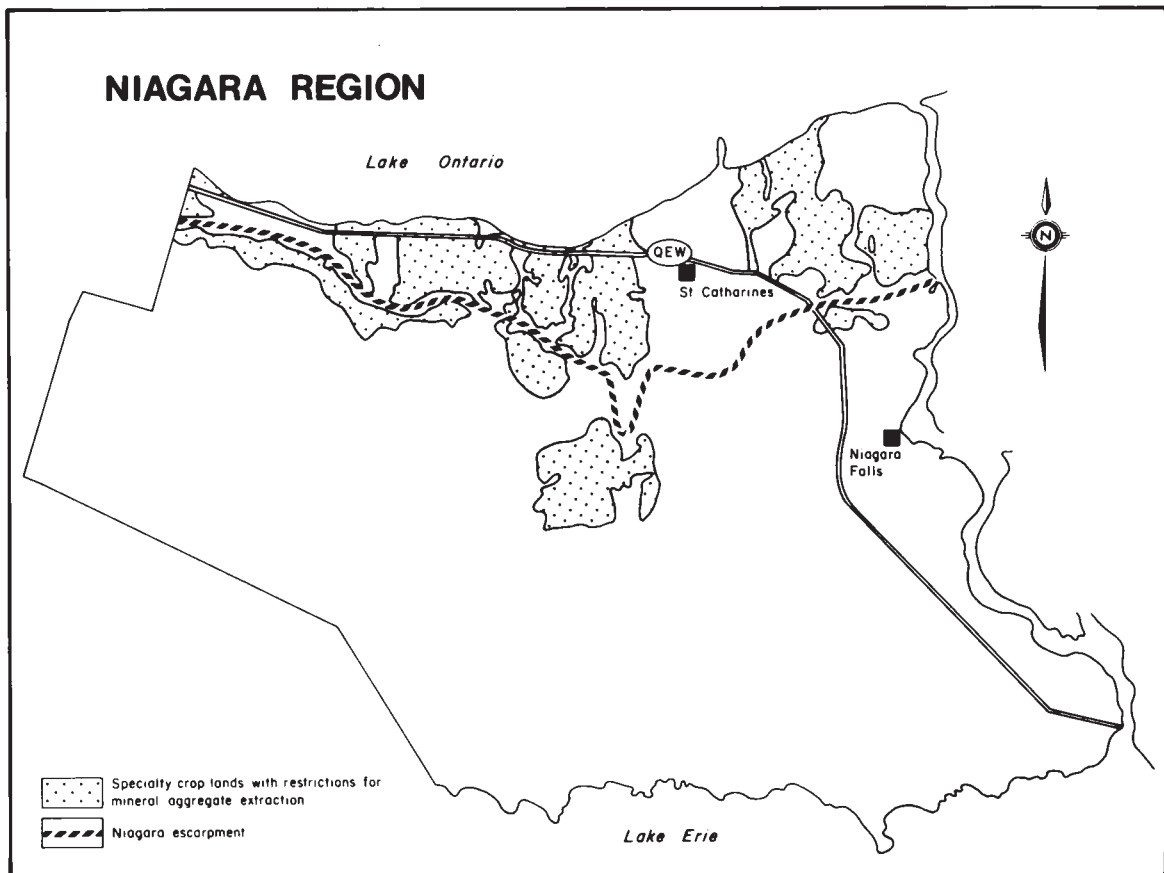 NIAGARA REGION
Lake Ontario
QEW
St Catharines
N
Niagara
Falls
Specialty crop lands with restrictions for
mineral aggregate extraction
Niagara escarpment
Lake Erie